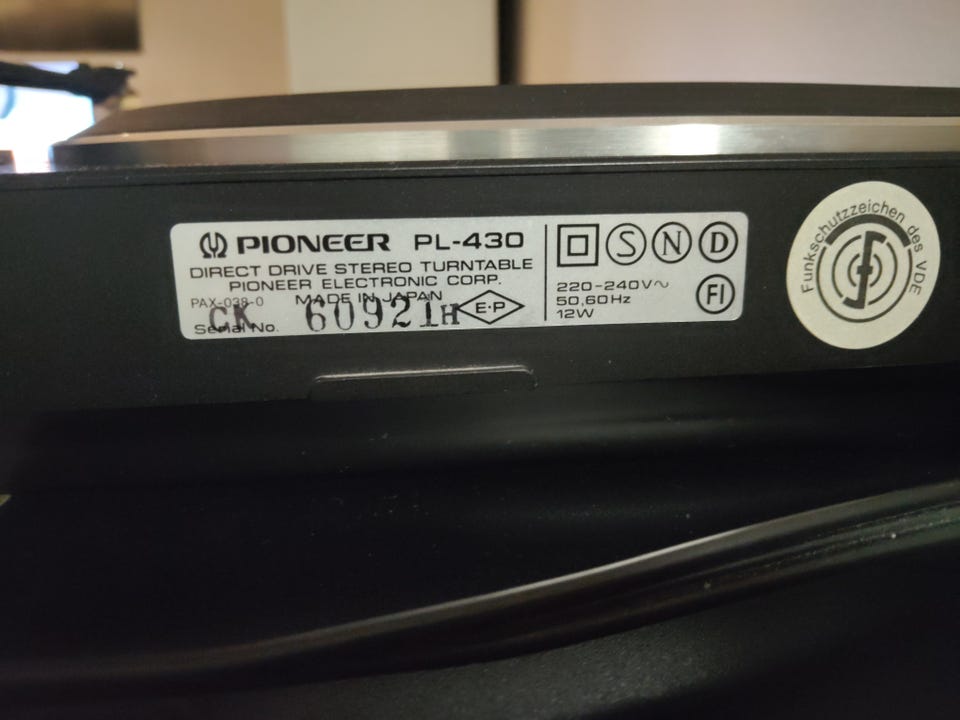 PIONEER PL-430
DIRECT DRIVE STEREO TURNTABLE
PIONEER ELECTRONIC CORP.
PAX-038-0 MADE IN JAPAN
Serial No. CK 60921H
E·P
S N D
220-240V~
50,60Hz
12W
FI
Funkschutzzeichen des VDE